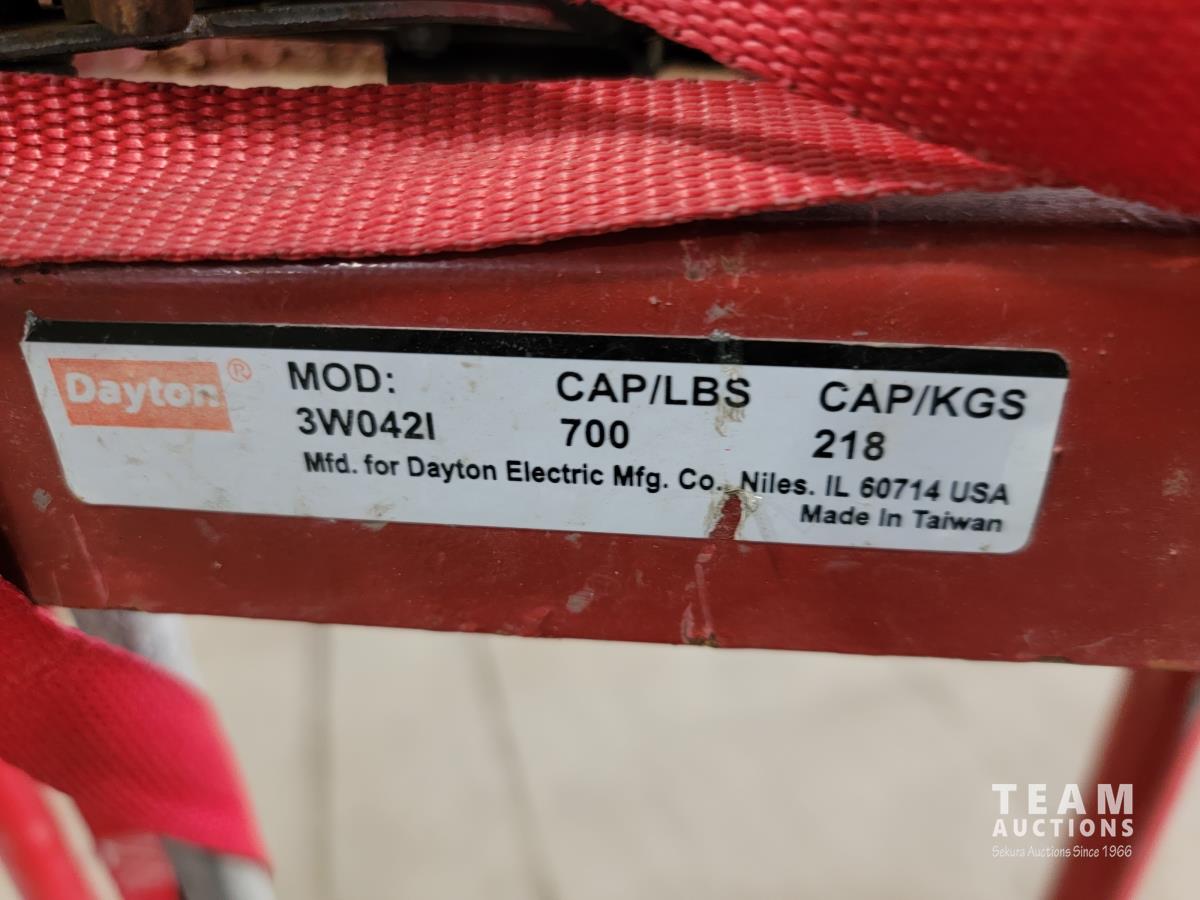 Dayton®
MOD: CAP/LBS CAP/KGS
3W042I 700 218
Mfd. for Dayton Electric Mfg. Co., Niles. IL 60714 USA
Made In Taiwan
TEAM
AUCTIONS
Sekura Auctions Since 1966